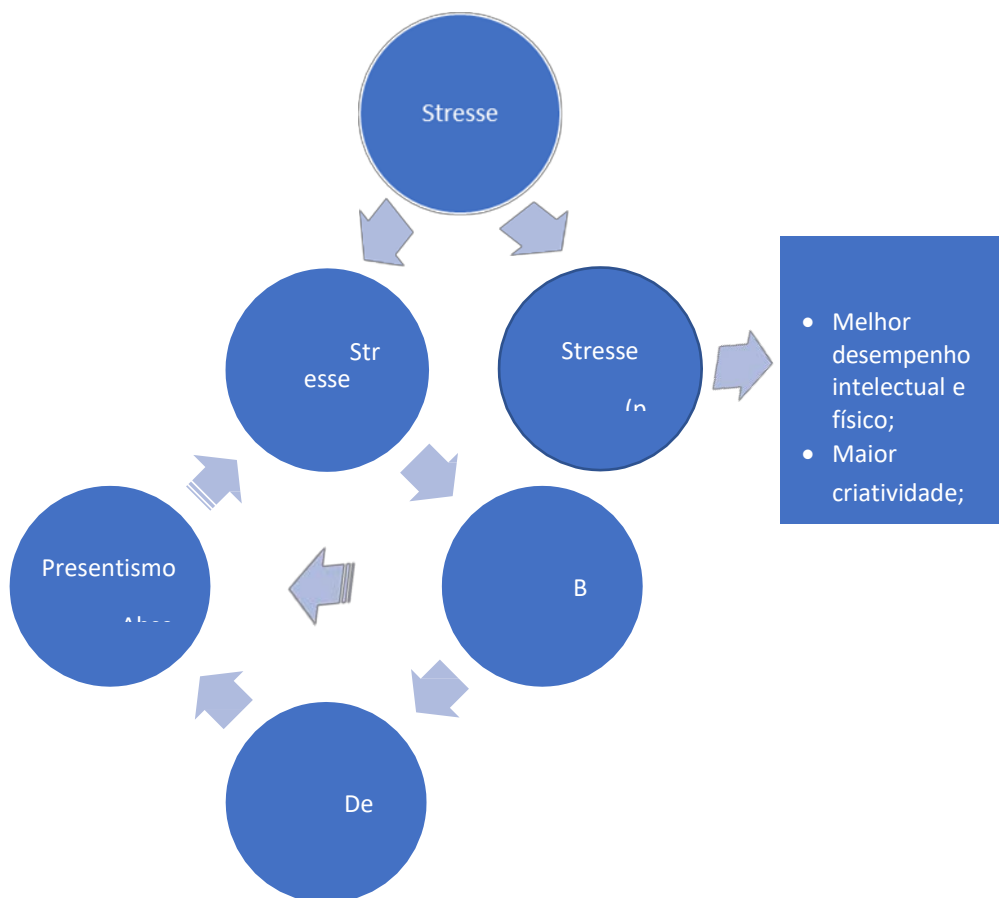 Stresse
Str
esse
Stresse
(p
• Melhor
desempenho
intelectual e
físico;
• Maior
criatividade;
Presentismo
B
De